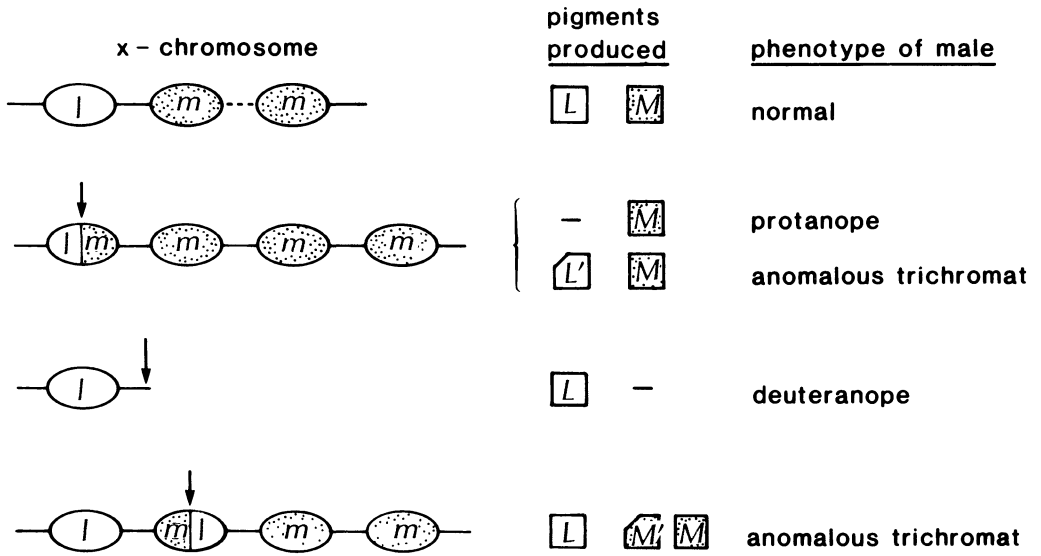 pigments
x – chromosome produced phenotype of male
l m m L M normal
l m m m m – M protanope
L' M anomalous trichromat
l L – deuteranope
l m l m m L M' M anomalous trichromat